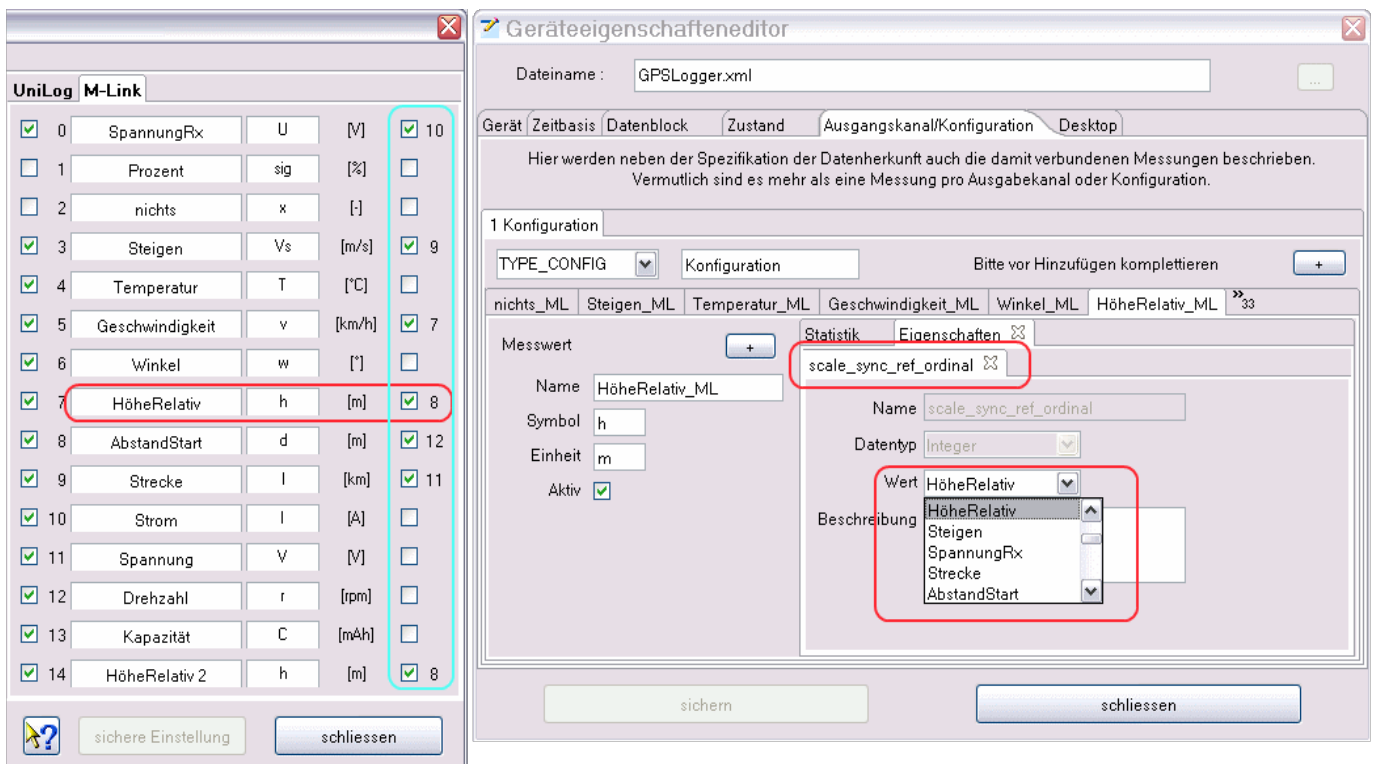 UniLog M-Link
0 SpannungRx U [V] 10
1 Prozent sig [%]
2 nichts x [-]
3 Steigen Vs [m/s] 9
4 Temperatur T [°C]
5 Geschwindigkeit v [km/h] 7
6 Winkel w [°]
7 HöheRelativ h [m] 8
8 AbstandStart d [m] 12
9 Strecke l [km] 11
10 Strom I [A]
11 Spannung V [V]
12 Drehzahl r [rpm]
13 Kapazität C [mAh]
14 HöheRelativ 2 h [m] 8
? sichere Einstellung schliessen
Geräteeigenschafteneditor
Dateiname : GPSLogger.xml ...
Gerät Zeitbasis Datenblock Zustand Ausgangskanal/Konfiguration Desktop
Hier werden neben der Spezifikation der Datenherkunft auch die damit verbundenen Messungen beschrieben.
Vermutlich sind es mehr als eine Messung pro Ausgabekanal oder Konfiguration.
1 Konfiguration
TYPE_CONFIG Konfiguration Bitte vor Hinzufügen komplettieren +
nichts_ML Steigen_ML Temperatur_ML Geschwindigkeit_ML Winkel_ML HöheRelativ_ML »33
Messwert +
Name HöheRelativ_ML
Symbol h
Einheit m
Aktiv
Statistik Eigenschaften
scale_sync_ref_ordinal
Name scale_sync_ref_ordinal
Datentyp Integer
Wert HöheRelativ
Beschreibung
HöheRelativ
Steigen
SpannungRx
Strecke
AbstandStart
sichern schliessen